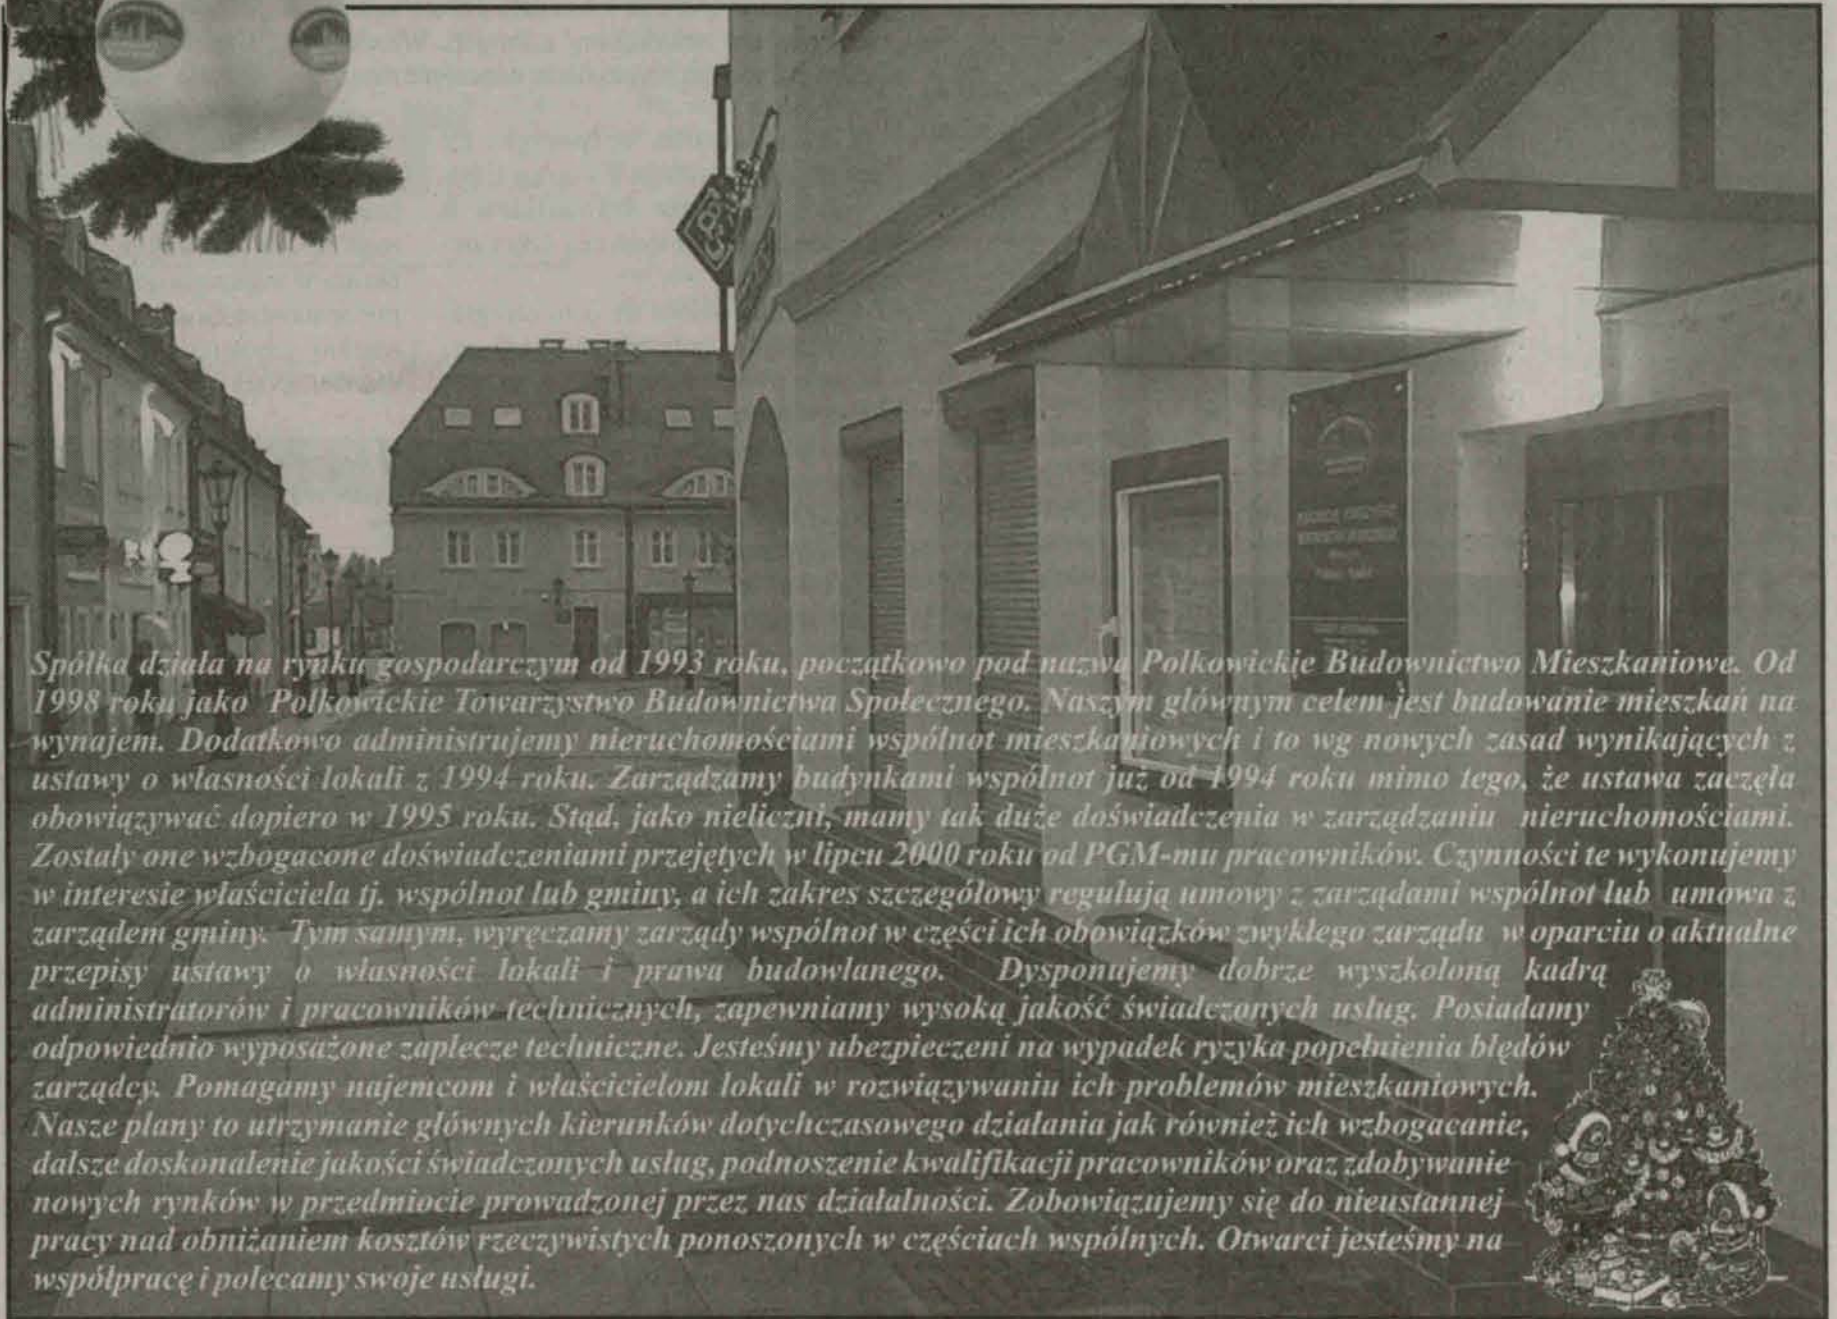 Spółka działa na rynku gospodarczym od 1993 roku, początkowo pod nazwą Polkowickie Budownictwo Mieszkaniowe. Od
1998 roku jako Polkowickie Towarzystwo Budownictwa Społecznego. Naszym głównym celem jest budowanie mieszkań na
wynajem. Dodatkowo administrujemy nieruchomościami wspólnot mieszkaniowych i to wg nowych zasad wynikających z
ustawy o własności lokali z 1994 roku. Zarządzamy budynkami wspólnot już od 1994 roku mimo tego, że ustawa zaczęła
obowiązywać dopiero w 1995 roku. Stąd, jako nieliczni, mamy tak duże doświadczenia w zarządzaniu nieruchomościami.
Zostały one wzbogacone doświadczeniami przejętych w lipcu 2000 roku od PGM-mu pracowników. Czynności te wykonujemy
w interesie właściciela tj. wspólnot lub gminy, a ich zakres szczegółowy regulują umowy z zarządami wspólnot lub umowa z
zarządem gminy. Tym samym, wyręczamy zarządy wspólnot w części ich obowiązków zwykłego zarządu w oparciu o aktualne
przepisy ustawy o własności lokali i prawa budowlanego. Dysponujemy dobrze wyszkoloną kadrą
administratorów i pracowników technicznych, zapewniamy wysoką jakość świadczonych usług. Posiadamy
odpowiednio wyposażone zaplecze techniczne. Jesteśmy ubezpieczeni na wypadek ryzyka popełnienia błędów
zarządcy. Pomagamy najemcom i właścicielom lokali w rozwiązywaniu ich problemów mieszkaniowych.
Nasze plany to utrzymanie głównych kierunków dotychczasowego działania jak również ich wzbogacanie,
dalsze doskonalenie jakości świadczonych usług, podnoszenie kwalifikacji pracowników oraz zdobywanie
nowych rynków w przedmiocie prowadzonej przez nas działalności. Zobowiązujemy się do nieustannej
pracy nad obniżaniem kosztów rzeczywistych ponoszonych w częściach wspólnych. Otwarci jesteśmy na
współpracę i polecamy swoje usługi.